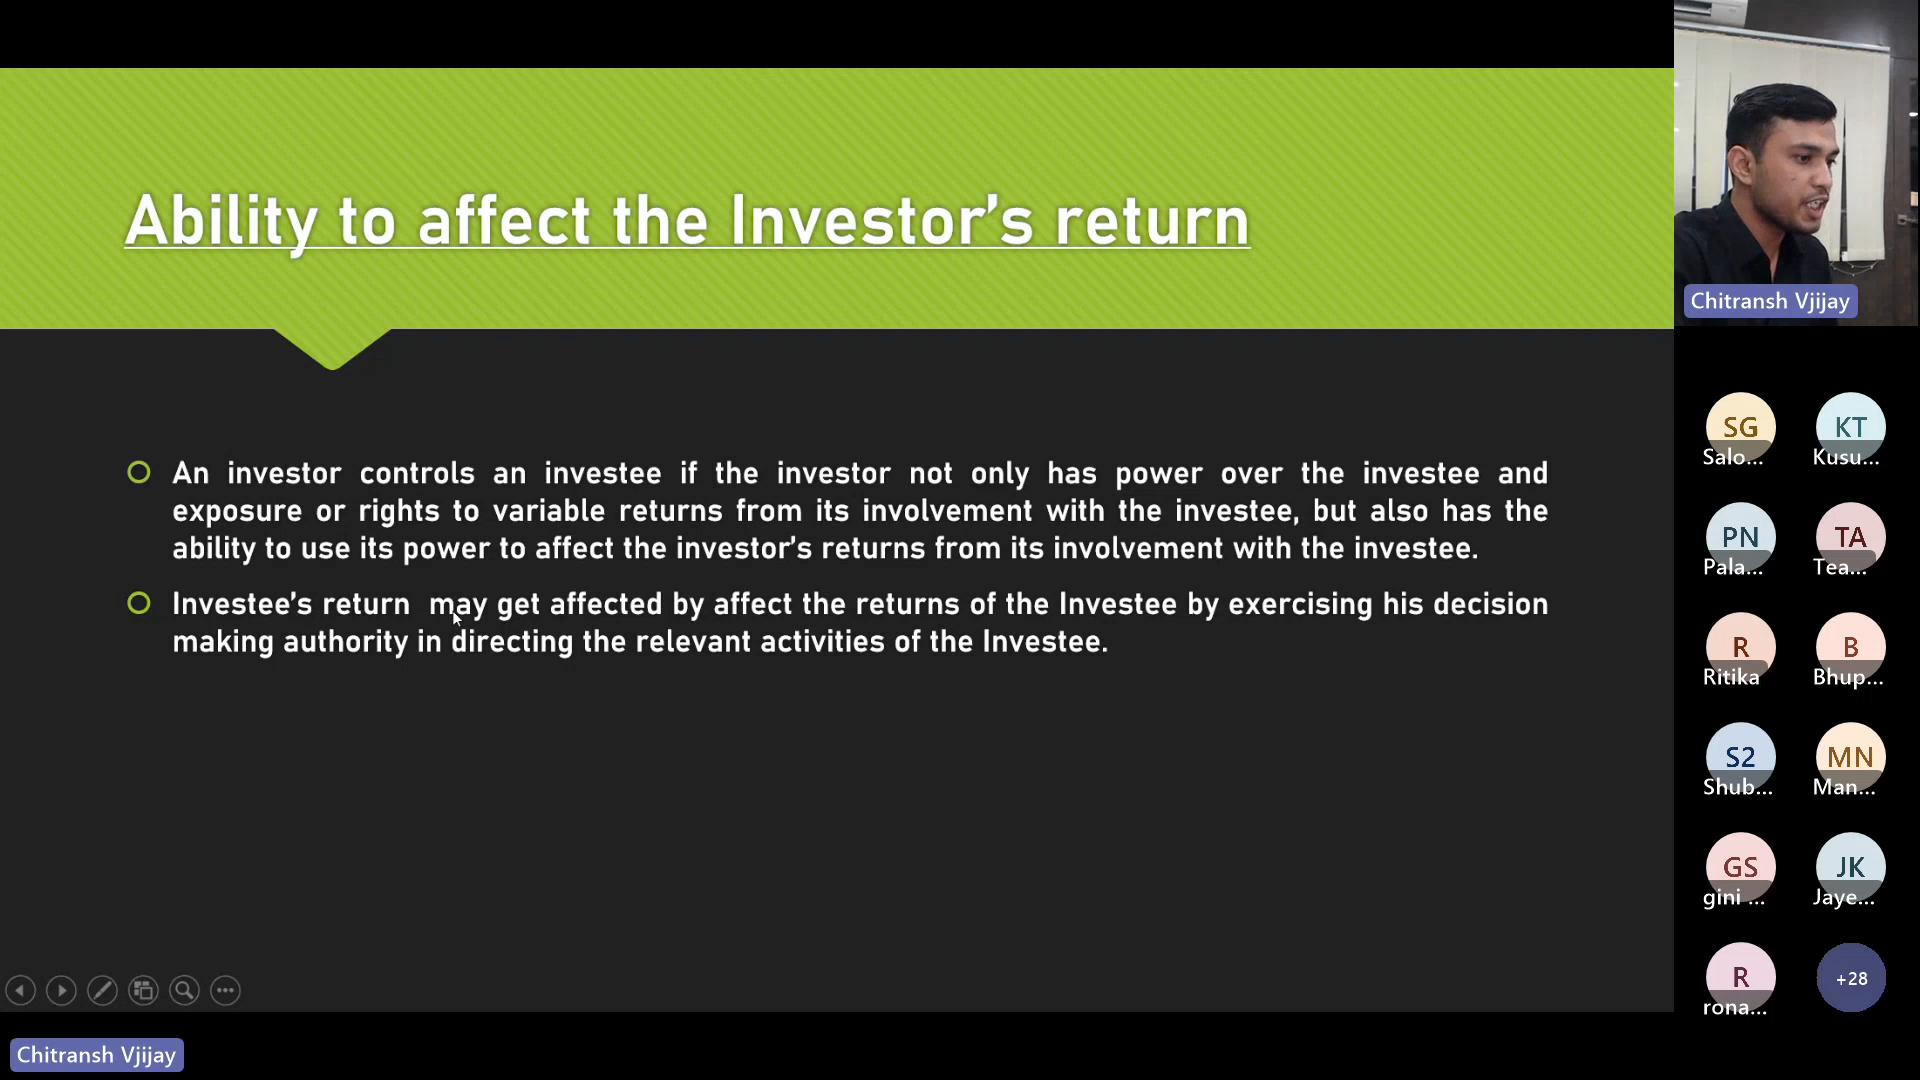 Ability to affect the Investor's return
An investor controls an investee if the investor not only has power over the investee and
exposure or rights to variable returns from its involvement with the investee, but also has the
ability to use its power to affect the investor's returns from its involvement with the investee.
Investee's return may get affected by affect the returns of the Investee by exercising his decision
making authority in directing the relevant activities of the Investee.
Chitransh Vjijay
SG KT
Salo... Kusu...
PN TA
Pala... Tea...
R B
Ritika Bhup...
S2 MN
Shub... Man...
GS JK
gini ... Jaye...
R +28
rona...
Chitransh Vjijay